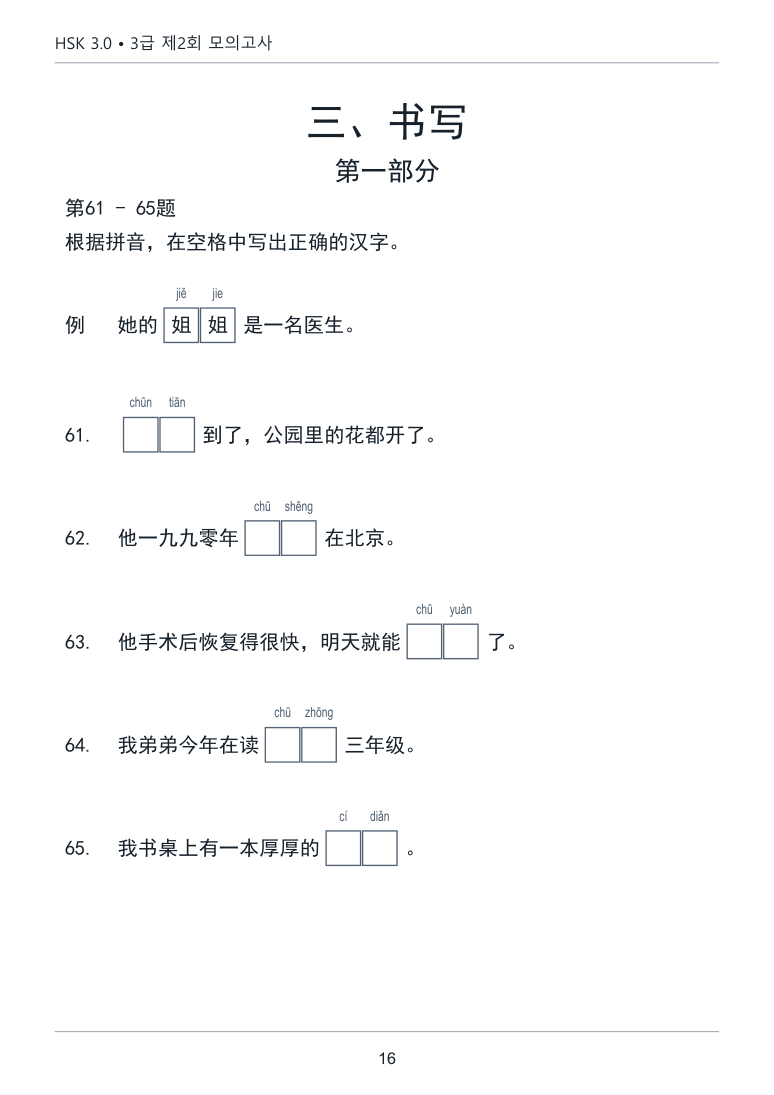 HSK 3.0 • 3급 제2회 모의고사
三、书写
第一部分
第61 － 65题
根据拼音，在空格中写出正确的汉字。
jiě jie
例 她的 姐 姐 是一名医生。
chūn tiān
61. 到了，公园里的花都开了。
chū shēng
62. 他一九九零年 在北京。
chū yuàn
63. 他手术后恢复得很快，明天就能 了。
chū zhōng
64. 我弟弟今年在读 三年级。
cí diǎn
65. 我书桌上有一本厚厚的 。
16